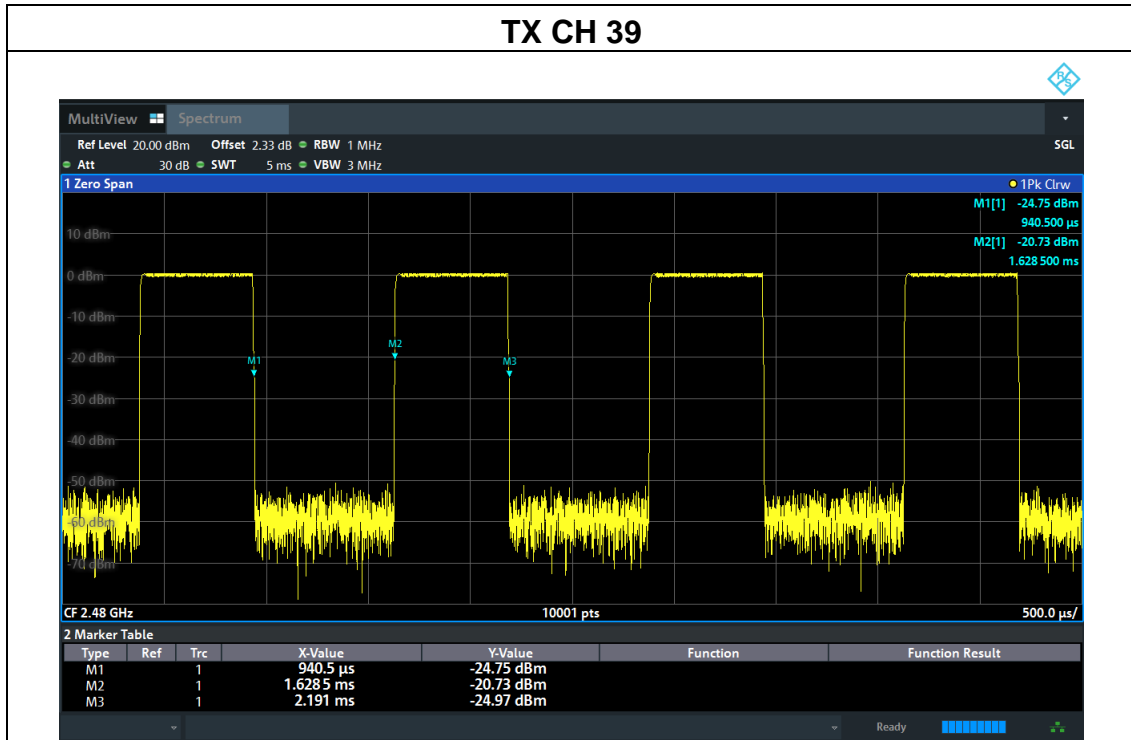 TX CH 39
R/S
MultiView Spectrum
Ref Level 20.00 dBm Offset 2.33 dB RBW 1 MHz SGL
Att 30 dB SWT 5 ms VBW 3 MHz
1 Zero Span 1Pk Clrw
M1[1] -24.75 dBm
940.500 µs
10 dBm
M2[1] -20.73 dBm
1.628 500 ms
0 dBm
-10 dBm
M2
-20 dBm
M1 M3
-30 dBm
-40 dBm
-50 dBm
-60 dBm
-70 dBm
CF 2.48 GHz 10001 pts 500.0 µs/
2 Marker Table
Type Ref Trc X-Value Y-Value Function Function Result
M1 1 940.5 µs -24.75 dBm
M2 1 1.6285 ms -20.73 dBm
M3 1 2.191 ms -24.97 dBm
Ready